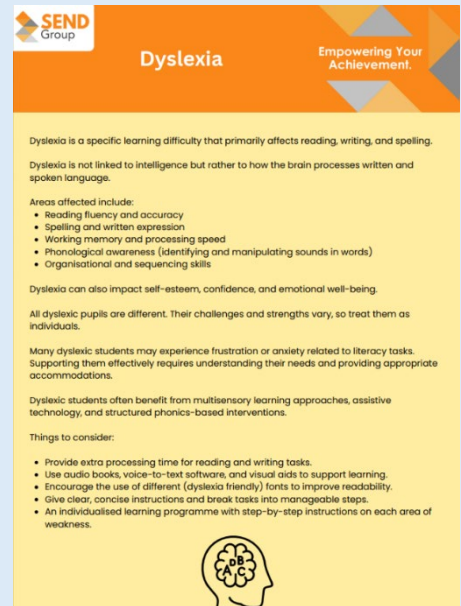 SEND
Group
Dyslexia
Empowering Your
Achievement.
Dyslexia is a specific learning difficulty that primarily affects reading, writing, and spelling.
Dyslexia is not linked to intelligence but rather to how the brain processes written and
spoken language.
Areas affected include:
• Reading fluency and accuracy
• Spelling and written expression
• Working memory and processing speed
• Phonological awareness (identifying and manipulating sounds in words)
• Organisational and sequencing skills
Dyslexia can also impact self-esteem, confidence, and emotional well-being.
All dyslexic pupils are different. Their challenges and strengths vary, so treat them as
individuals.
Many dyslexic students may experience frustration or anxiety related to literacy tasks.
Supporting them effectively requires understanding their needs and providing appropriate
accommodations.
Dyslexic students often benefit from multisensory learning approaches, assistive
technology, and structured phonics-based interventions.
Things to consider:
• Provide extra processing time for reading and writing tasks.
• Use audio books, voice-to-text software, and visual aids to support learning.
• Encourage the use of different (dyslexia friendly) fonts to improve readability.
• Give clear, concise instructions and break tasks into manageable steps.
• An individualised learning programme with step-by-step instructions on each area of
weakness.
A D B C